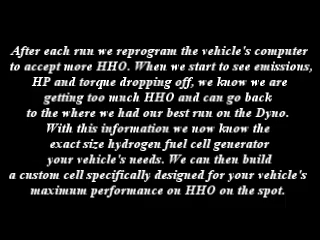 After each run we reprogram the vehicle's computer
to accept more HHO. When we start to see emissions,
HP and torque dropping off, we know we are
getting too much HHO and can go back
to the where we had our best run on the Dyno.
With this information we now know the
exact size hydrogen fuel cell generator
your vehicle's needs. We can then build
a custom cell specifically designed for your vehicle's
maximum performance on HHO on the spot.